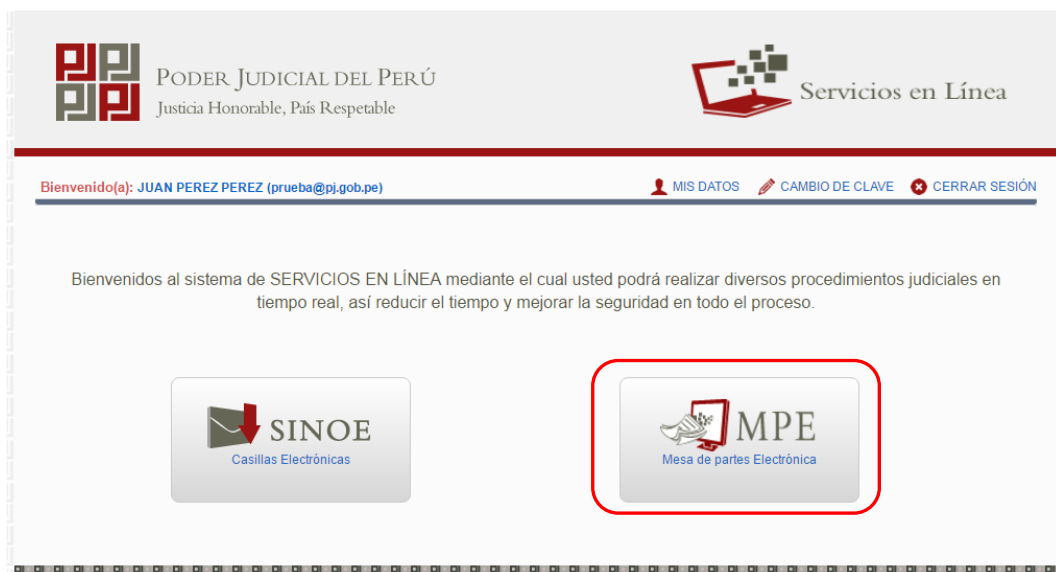 PODER JUDICIAL DEL PERÚ
Justicia Honorable, País Respetable
Servicios en Línea
Bienvenido(a): JUAN PEREZ PEREZ (prueba@pj.gob.pe)
MIS DATOS CAMBIO DE CLAVE CERRAR SESIÓN
Bienvenidos al sistema de SERVICIOS EN LÍNEA mediante el cual usted podrá realizar diversos procedimientos judiciales en
tiempo real, así reducir el tiempo y mejorar la seguridad en todo el proceso.
SINOE
Casillas Electrónicas
MPE
Mesa de partes Electrónica